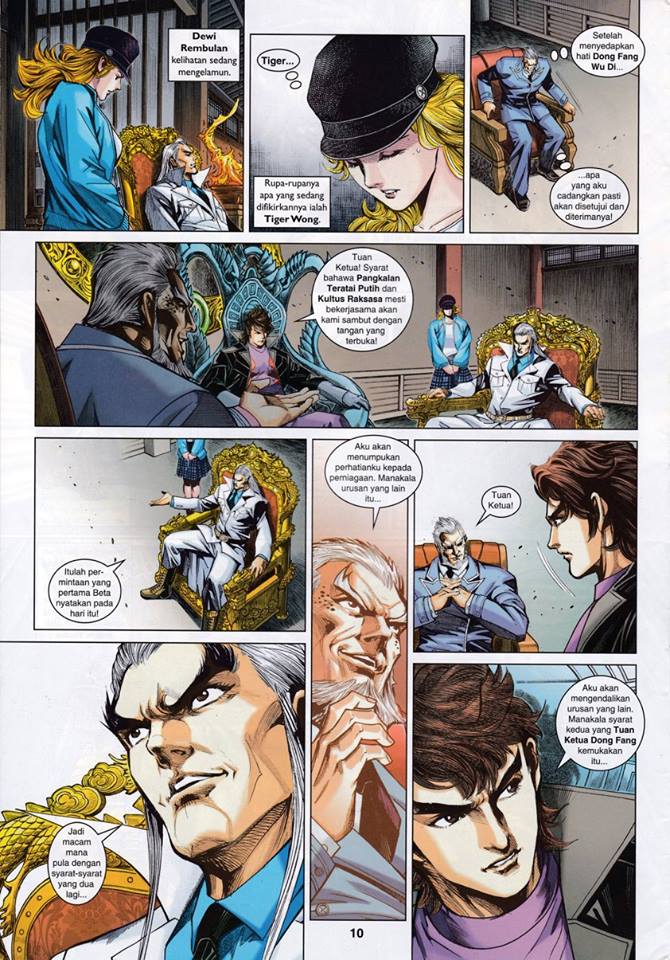 Dewi
Rembulan
kelihatan sedang
mengelamun.
Tiger...
Rupa-rupanya
apa yang sedang
difikirkannya ialah
Tiger Wong.
Setelah
menyedapkan
hati Dong Fang
Wu Di...
...apa
yang aku
cadangkan pasti
akan disetujui dan
diterimanya!
Tuan
Ketua! Syarat
bahawa Pangkalan
Teratai Putih dan
Kultus Raksasa mesti
bekerjasama akan
kami sambut dengan
tangan yang
terbuka!
Itulah per-
mintaan yang
pertama Beta
nyatakan pada
hari itu!
Aku akan
menumpukan
perhatianku kepada
perniagaan. Manakala
urusan yang lain
itu...
Tuan
Ketua!
Jadi
macam
mana
pula dengan
syarat-syarat
yang dua
lagi...
Aku akan
mengendalikan
urusan yang lain.
Manakala syarat
kedua yang Tuan
Ketua Dong Fang
kemukakan
itu...
10